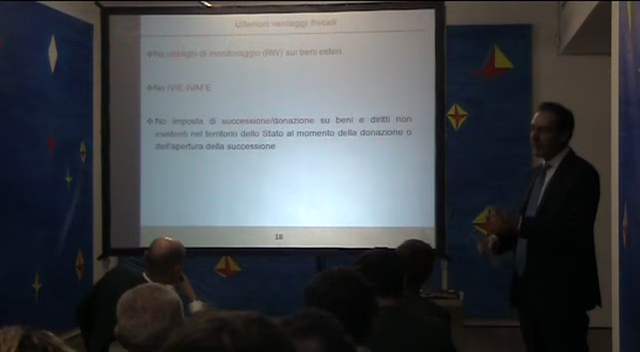 Ulteriori vantaggi fiscali
No obblighi di monitoraggio (RW) sui beni esteri
No IVIE-IVAFE
No imposta di successione/donazione su beni e diritti non
esistenti nel territorio dello Stato al momento della donazione o
dell'apertura della successione
18